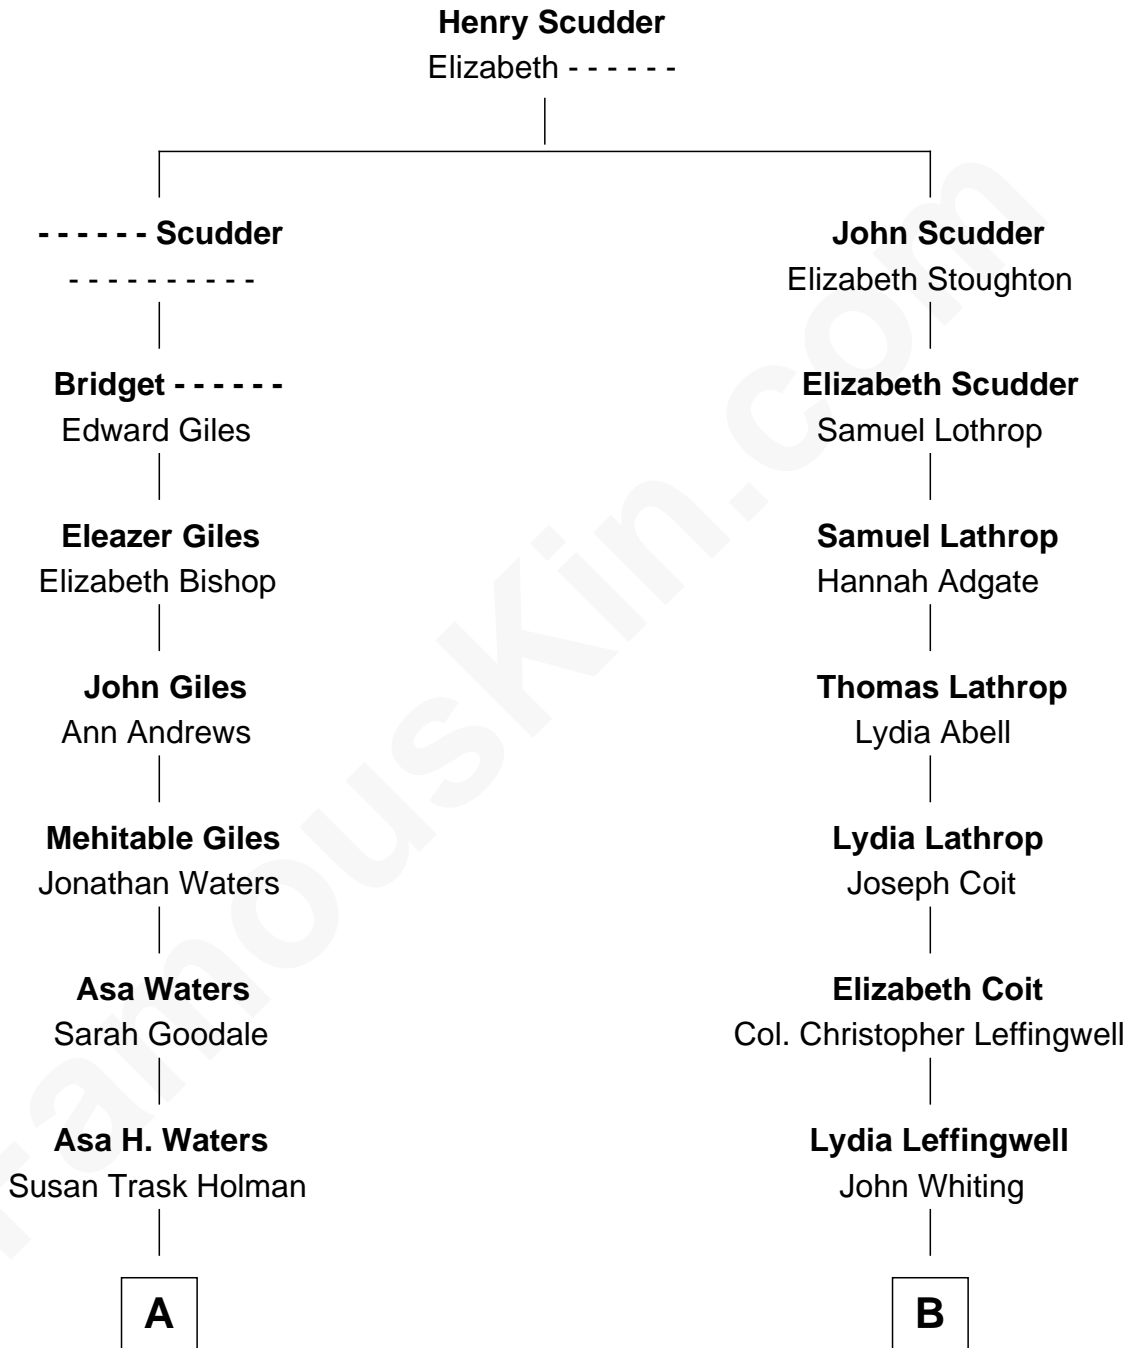 Henry Scudder
Elizabeth - - - - - -
- - - - - - Scudder
- - - - - - - - - -
Bridget - - - - - -
Edward Giles
Eleazer Giles
Elizabeth Bishop
John Giles
Ann Andrews
Mehitable Giles
Jonathan Waters
Asa Waters
Sarah Goodale
Asa H. Waters
Susan Trask Holman
A
John Scudder
Elizabeth Stoughton
Elizabeth Scudder
Samuel Lothrop
Samuel Lathrop
Hannah Adgate
Thomas Lathrop
Lydia Abell
Lydia Lathrop
Joseph Coit
Elizabeth Coit
Col. Christopher Leffingwell
Lydia Leffingwell
John Whiting
B
FamousKin.com